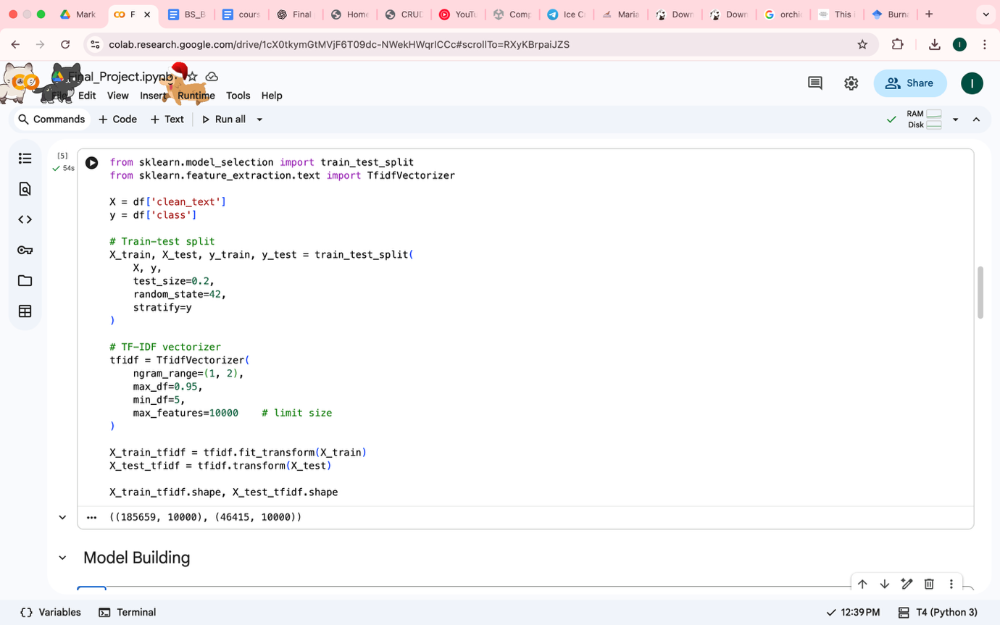 Mark
F
BS_B
cours
Final
Home
CRUD
YouTu
Comp
Ice C
Maria
Down
Down
orchi
This i
Burna
colab.research.google.com/drive/1cX0tkymGtMVjF6T09dc-NWekHWqrICCc#scrollTo=RXyKBrpaiJZS
I
Final_Project.ipynb
File Edit View Insert Runtime Tools Help
Share
I
Commands + Code + Text Run all
RAM
Disk
[5]
54s
from sklearn.model_selection import train_test_split
from sklearn.feature_extraction.text import TfidfVectorizer
X = df['clean_text']
y = df['class']
# Train-test split
X_train, X_test, y_train, y_test = train_test_split(
X, y,
test_size=0.2,
random_state=42,
stratify=y
)
# TF-IDF vectorizer
tfidf = TfidfVectorizer(
ngram_range=(1, 2),
max_df=0.95,
min_df=5,
max_features=10000    # limit size
)
X_train_tfidf = tfidf.fit_transform(X_train)
X_test_tfidf = tfidf.transform(X_test)
X_train_tfidf.shape, X_test_tfidf.shape
((185659, 10000), (46415, 10000))
Model Building
{} Variables Terminal
12:39 PM T4 (Python 3)